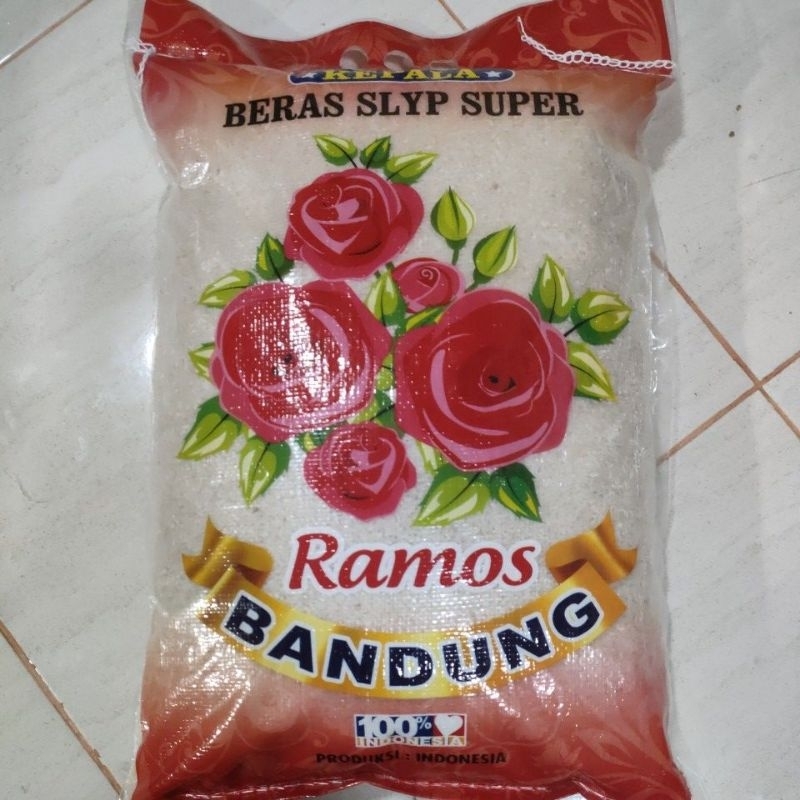 KEPALA
BERAS SLYP SUPER
Ramos
BANDUNG
100%
INDONESIA
PRODUKSI : INDONESIA